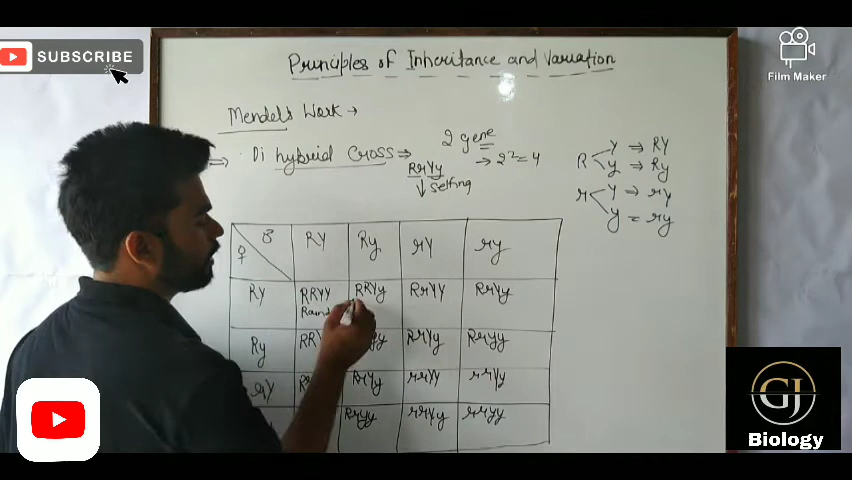 SUBSCRIBE
Film Maker
Principles of Inheritance and Variation
Mendel's Work →
⇒ Di hybrid Cross ⇒
2 gene
→ 2² = 4
RrYy
↓ selfing
R Y ⇒ RY
y ⇒ Ry
r Y ⇒ rY
y = ry
♂ ♀ RY Ry rY ry
RY RRYY RRYy RrYY RrYy
Ry RRY yy RrYy Rryy
rY R RrYy rrYY rrYy
Rryy rrYy rryy
GJ
Biology